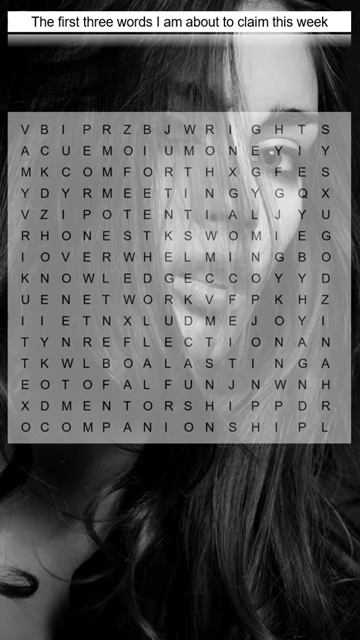 The first three words I am about to claim this week
V B I P R Z B J W R I G H T S
A C U E M O I U M O N E Y I Y
M K C O M F O R T H X G F E S
Y D Y R M E E T I N G Y G Q X
V Z I P O T E N T I A L J Y U
R H O N E S T K S W O M I E G
I O V E R W H E L M I N G B O
K N O W L E D G E C C O Y Y D
U E N E T W O R K V F P K H Z
I I E T N X L U D M E J O Y I
T Y N R E F L E C T I O N A N
T K W L B O A L A S T I N G A
E O T O F A L F U N J N W N H
X D M E N T O R S H I P P D R
O C O M P A N I O N S H I P L